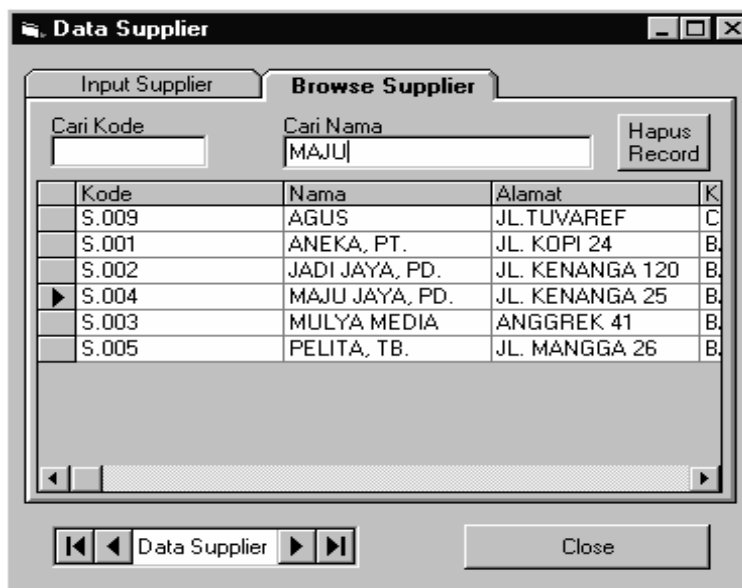 Data Supplier
Input Supplier Browse Supplier
Cari Kode Cari Nama Hapus Record
MAJU
Kode Nama Alamat K
S.009 AGUS JL.TUVAREF C
S.001 ANEKA, PT. JL. KOPI 24 B
S.002 JADI JAYA, PD. JL. KENANGA 120 B
S.004 MAJU JAYA, PD. JL. KENANGA 25 B
S.003 MULYA MEDIA ANGGREK 41 B
S.005 PELITA, TB. JL. MANGGA 26 B
Data Supplier Close